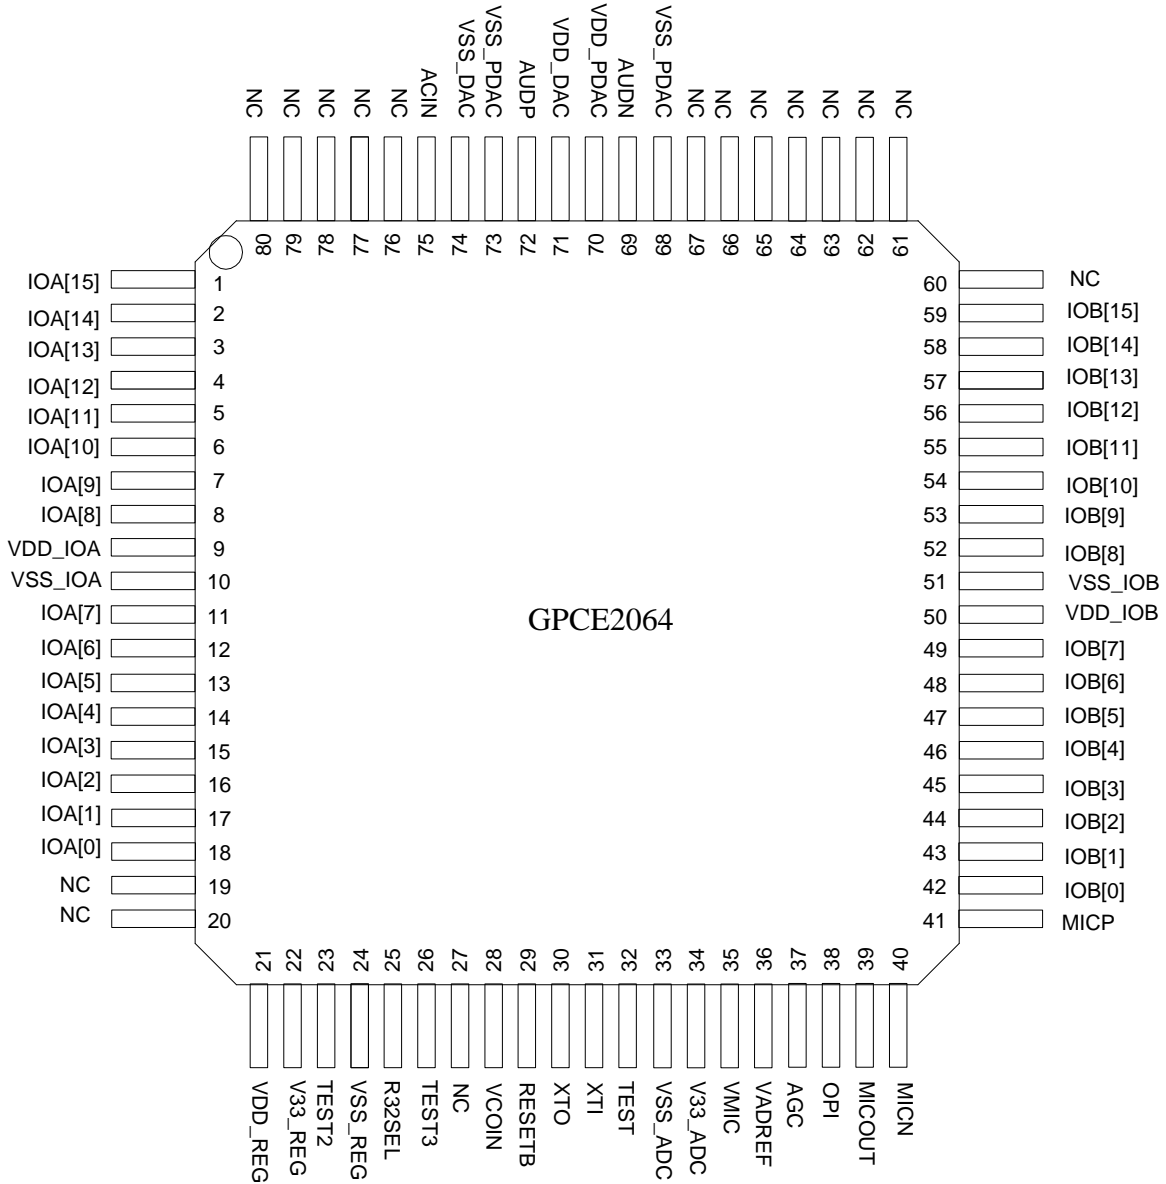 NC
NC
NC
NC
NC
ACIN
VSS_DAC
VSS_PDAC
AUDP
VDD_DAC
VDD_PDAC
AUDN
VSS_PDAC
NC
NC
NC
NC
NC
NC
NC
80
79
78
77
76
75
74
73
72
71
70
69
68
67
66
65
64
63
62
61
IOA[15] 1
IOA[14] 2
IOA[13] 3
IOA[12] 4
IOA[11] 5
IOA[10] 6
IOA[9] 7
IOA[8] 8
VDD_IOA 9
VSS_IOA 10
IOA[7] 11
IOA[6] 12
IOA[5] 13
IOA[4] 14
IOA[3] 15
IOA[2] 16
IOA[1] 17
IOA[0] 18
NC 19
NC 20
GPCE2064
60 NC
59 IOB[15]
58 IOB[14]
57 IOB[13]
56 IOB[12]
55 IOB[11]
54 IOB[10]
53 IOB[9]
52 IOB[8]
51 VSS_IOB
50 VDD_IOB
49 IOB[7]
48 IOB[6]
47 IOB[5]
46 IOB[4]
45 IOB[3]
44 IOB[2]
43 IOB[1]
42 IOB[0]
41 MICP
21
22
23
24
25
26
27
28
29
30
31
32
33
34
35
36
37
38
39
40
VDD_REG
V33_REG
TEST2
VSS_REG
R32SEL
TEST3
NC
VCOIN
RESETB
XTO
XTI
TEST
VSS_ADC
V33_ADC
VMIC
VADREF
AGC
OPI
MICOUT
MICN